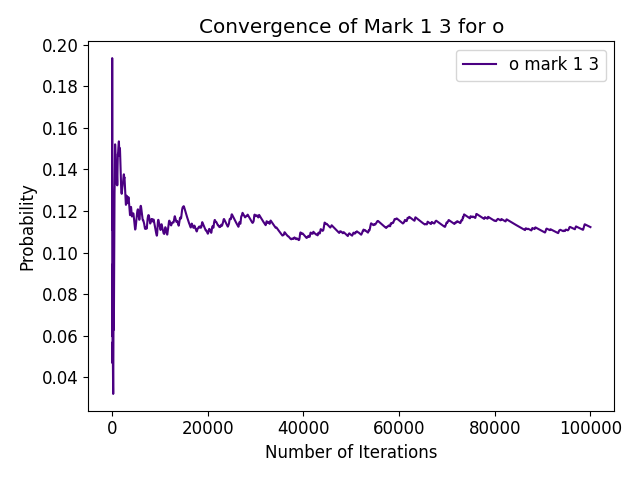 Convergence of Mark 1 3 for o
o mark 1 3
Probability
0.20
0.18
0.16
0.14
0.12
0.10
0.08
0.06
0.04
0 20000 40000 60000 80000 100000
Number of Iterations